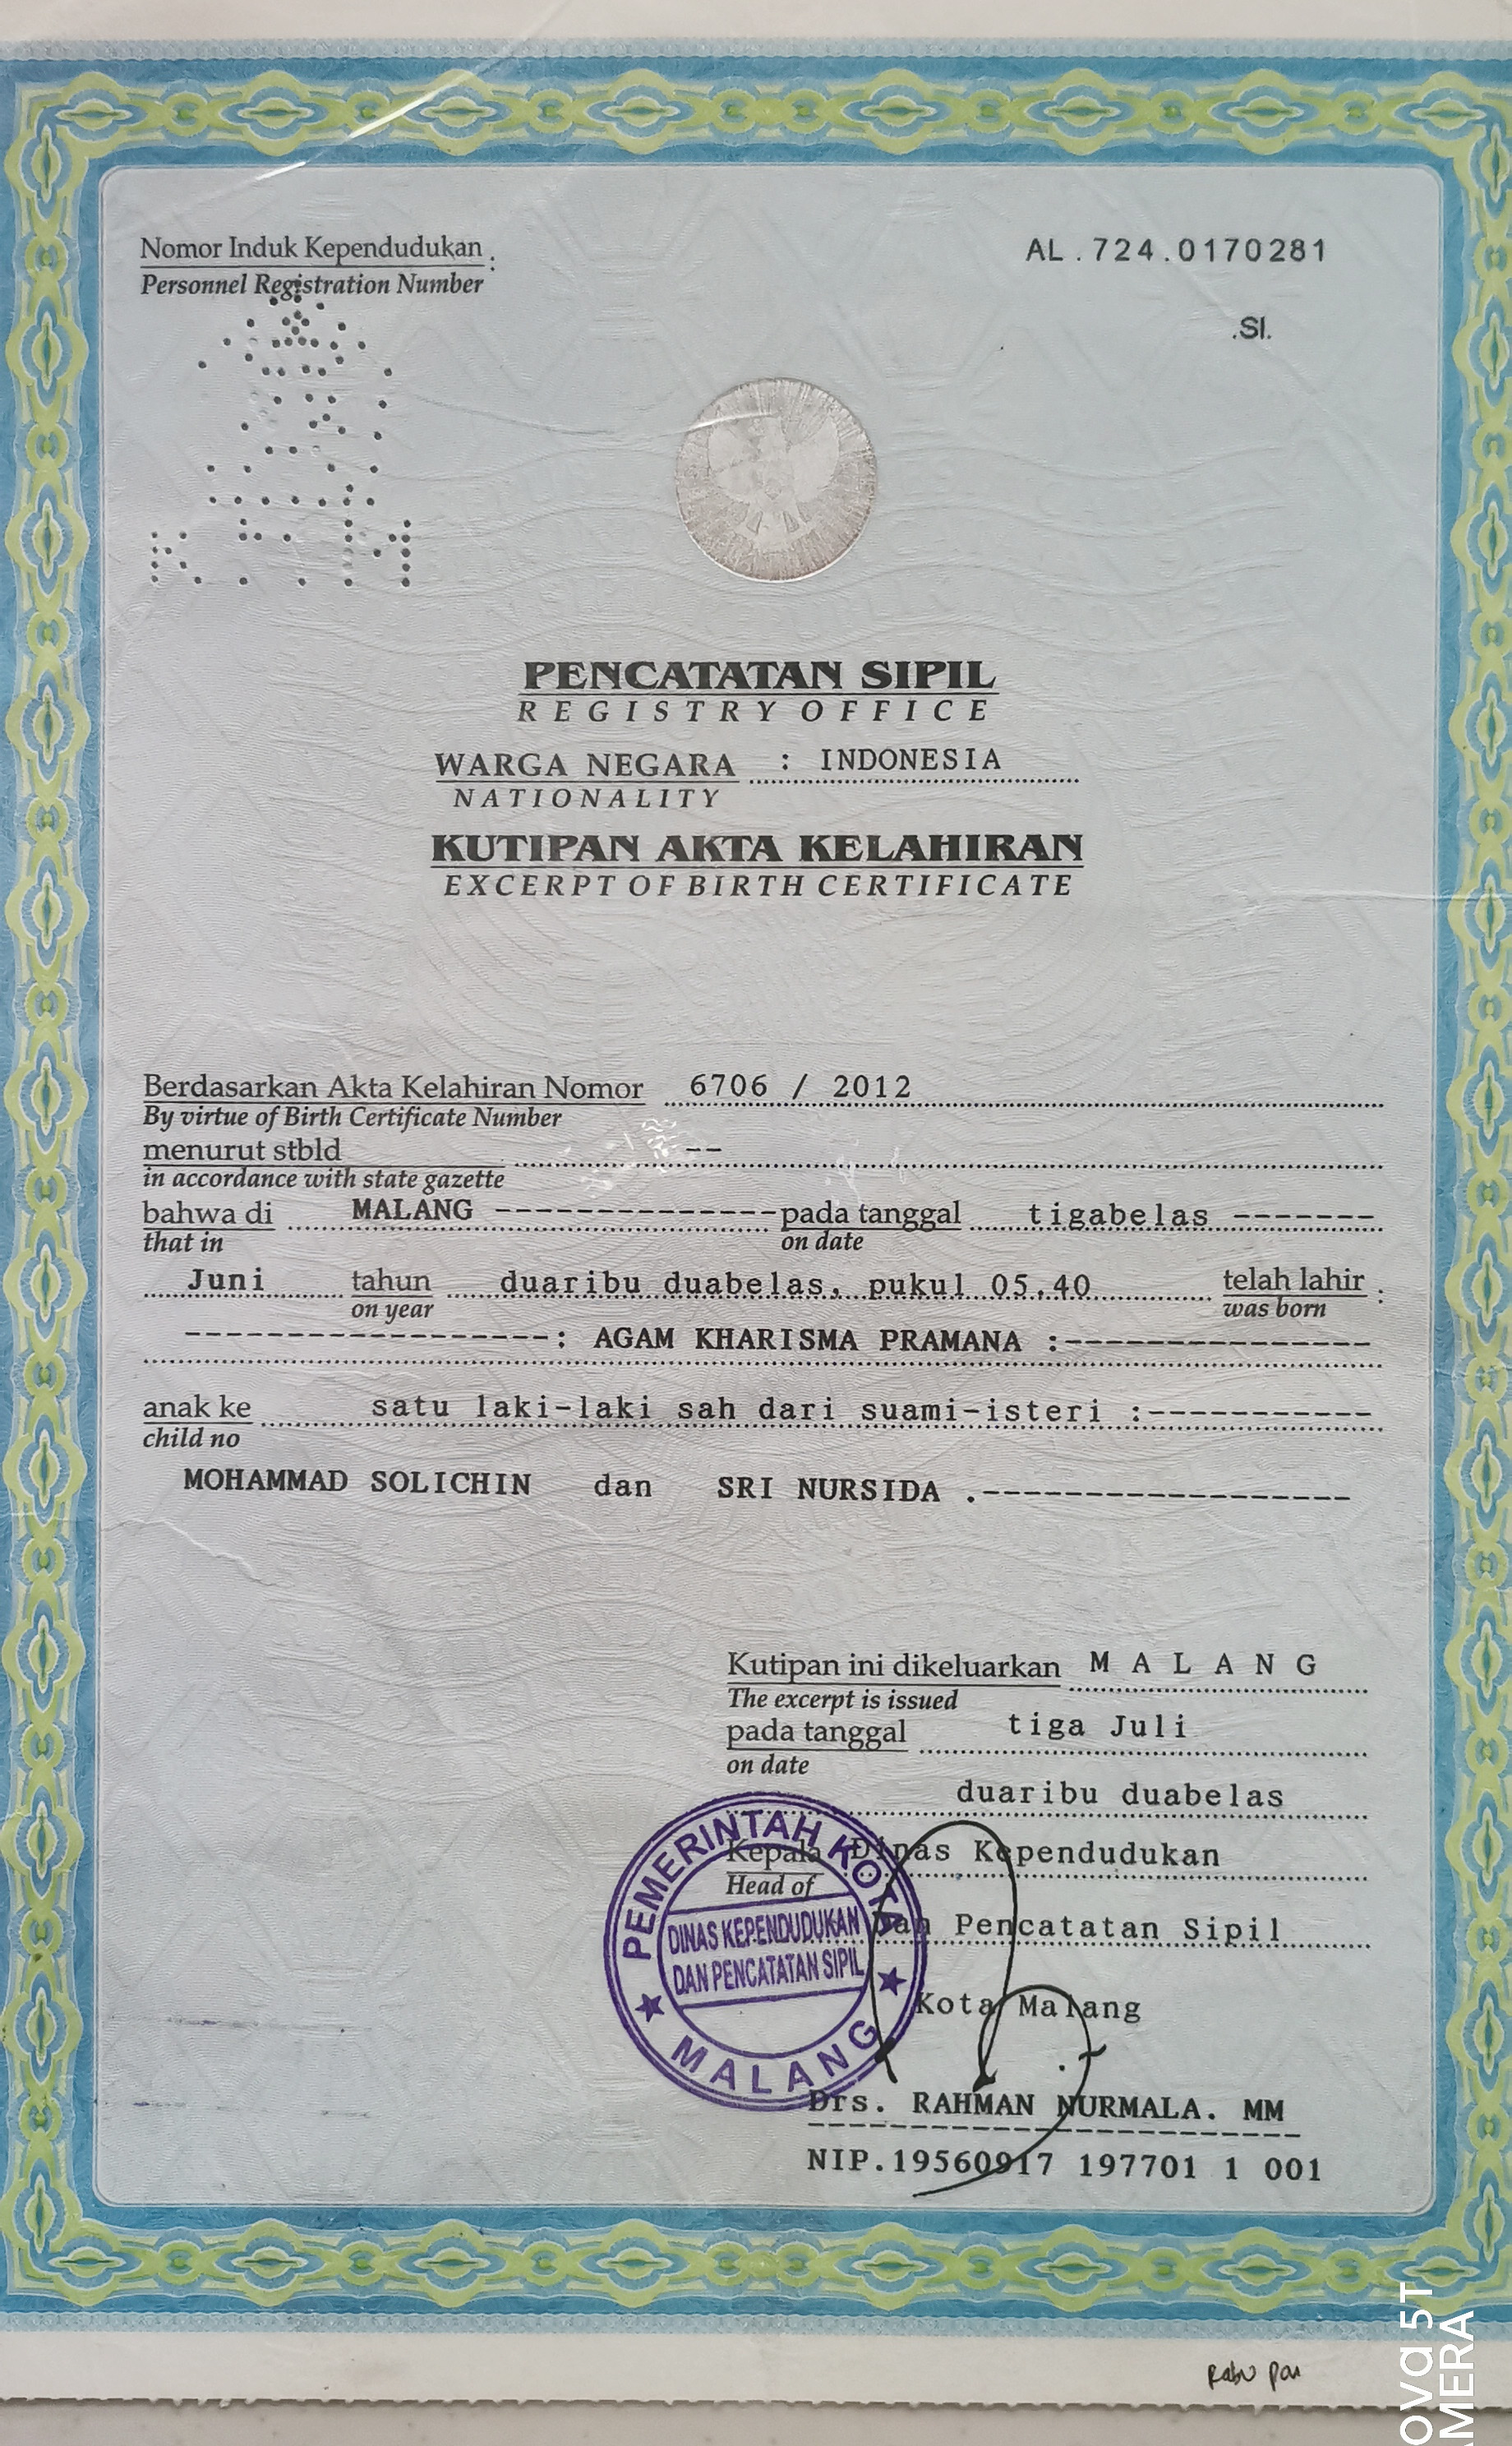 Nomor Induk Kependudukan :
Personnel Registration Number
AL.724.0170281
.SI.
PENCATATAN SIPIL
REGISTRY OFFICE
WARGA NEGARA : INDONESIA
NATIONALITY
KUTIPAN AKTA KELAHIRAN
EXCERPT OF BIRTH CERTIFICATE
Berdasarkan Akta Kelahiran Nomor 6706 / 2012
By virtue of Birth Certificate Number
menurut stbld --
in accordance with state gazette
bahwa di MALANG -------------- pada tanggal tigabelas -------
that in on date
Juni tahun duaribu duabelas, pukul 05.40 telah lahir :
on year was born
------------------: AGAM KHARISMA PRAMANA :----------------
anak ke satu laki-laki sah dari suami-isteri :-----------
child no
MOHAMMAD SOLICHIN dan SRI NURSIDA .------------------
Kutipan ini dikeluarkan M A L A N G
The excerpt is issued
pada tanggal tiga Juli
on date
duaribu duabelas
Kepala Dinas Kependudukan
Head of
Dan Pencatatan Sipil
Kota Malang
PEMERINTAH KOTA
DINAS KEPENDUDUKAN
DAN PENCATATAN SIPIL
MALANG
Drs. RAHMAN NURMALA. MM
NIP.19560917 197701 1 001
Rabu
ova 5T
AMERA